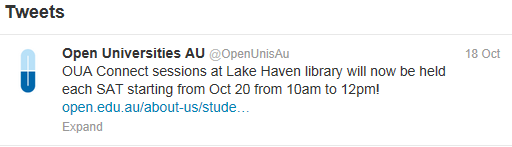 Tweets
Open Universities AU @OpenUnisAu 18 Oct
OUA Connect sessions at Lake Haven library will now be held
each SAT starting from Oct 20 from 10am to 12pm!
open.edu.au/about-us/stude…
Expand